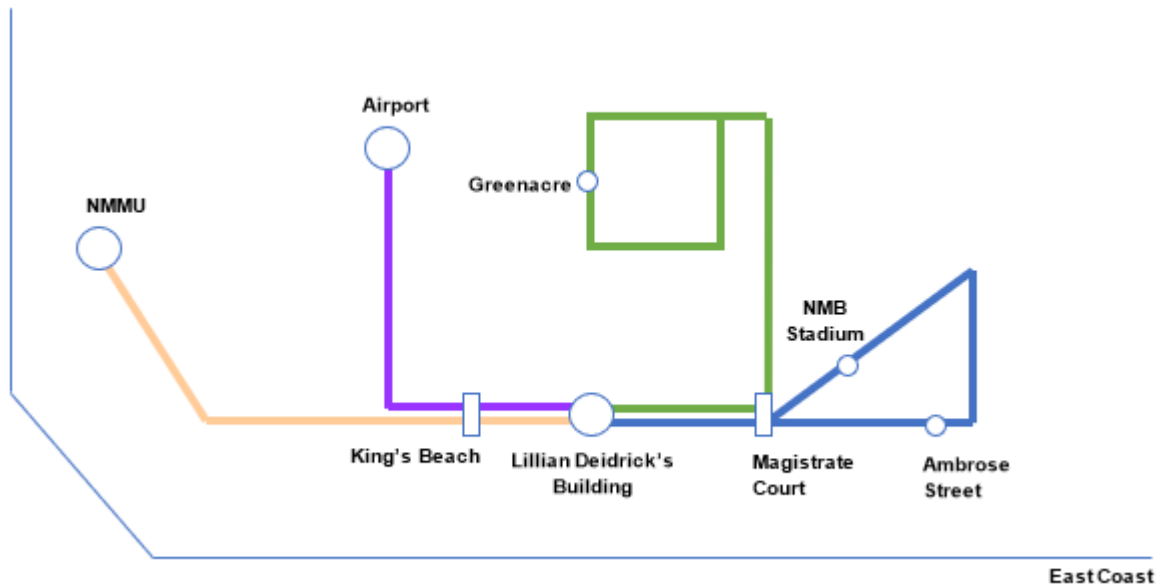 Airport
Greenacre
NMMU
NMB
Stadium
King's Beach
Lillian Deidrick's
Building
Magistrate
Court
Ambrose
Street
East Coast